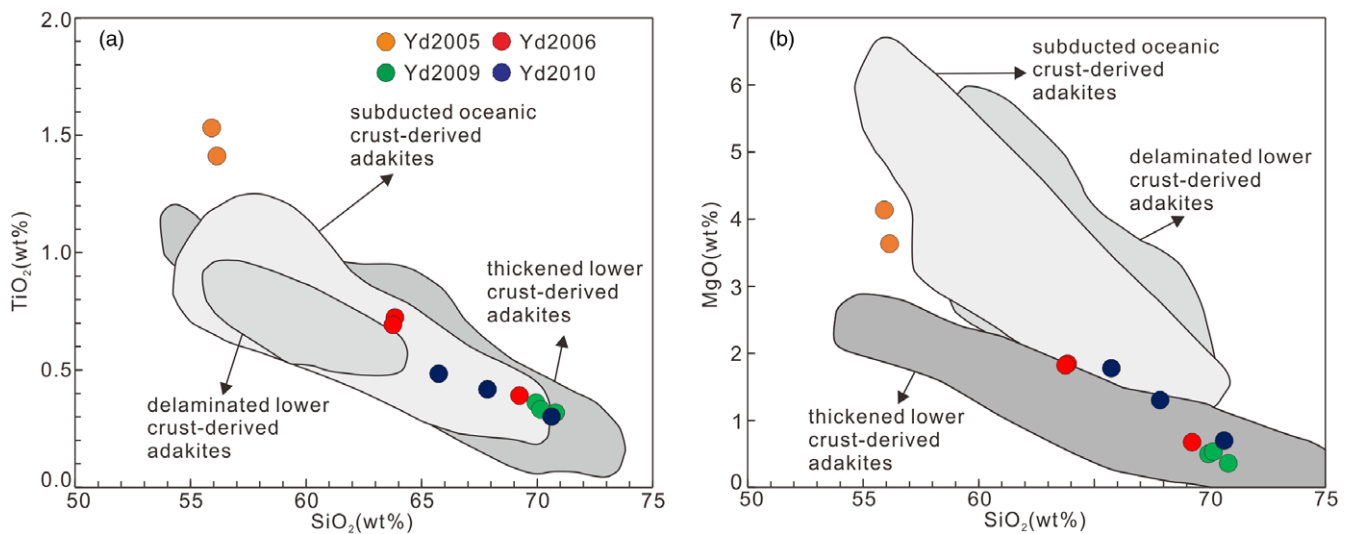 (a)
Yd2005 Yd2006
Yd2009 Yd2010
subducted oceanic
crust-derived
adakites
thickened lower
crust-derived
adakites
delaminated lower
crust-derived
adakites
2.0
1.5
1.0
0.5
0.0
TiO₂(wt%)
50 55 60 65 70 75
SiO₂(wt%)
(b)
subducted oceanic
crust-derived
adakites
delaminated lower
crust-derived
adakites
thickened lower
crust-derived
adakites
7
6
5
4
3
2
1
0
MgO(wt%)
50 60 70 75
SiO₂(wt%)